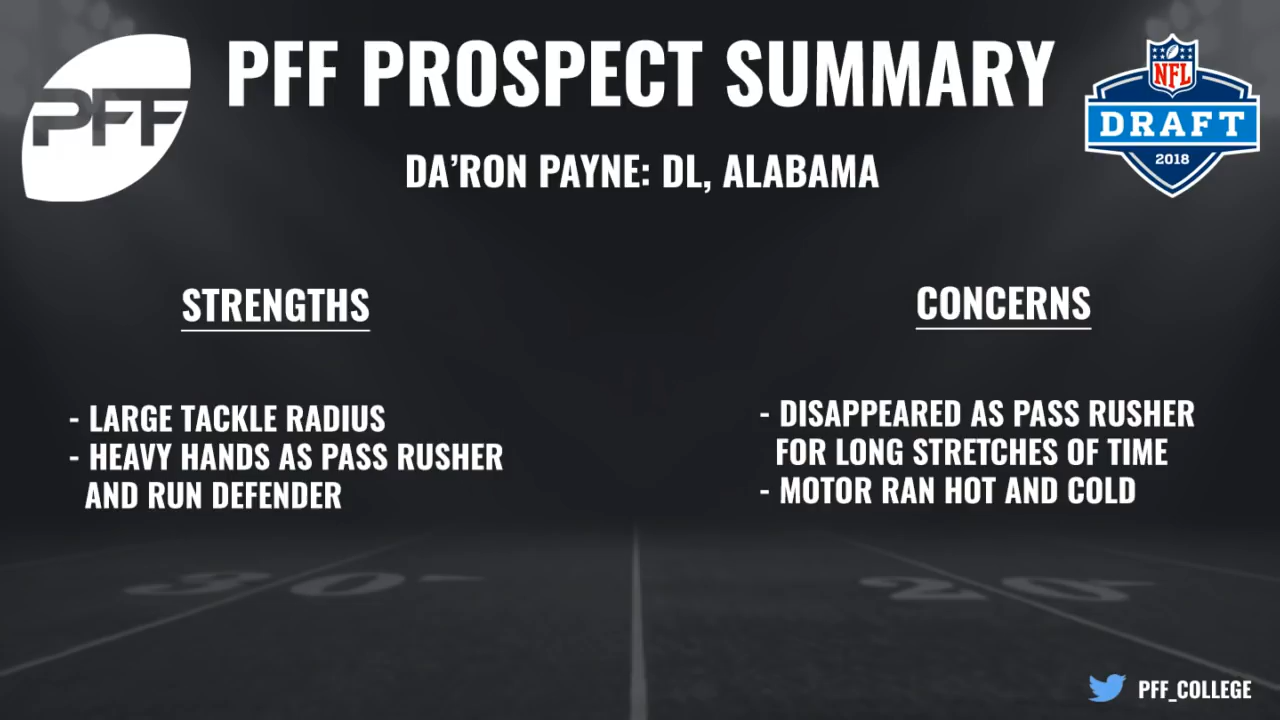 PFF
PFF PROSPECT SUMMARY
NFL
DRAFT
2018
DA'RON PAYNE: DL, ALABAMA
STRENGTHS
- LARGE TACKLE RADIUS
- HEAVY HANDS AS PASS RUSHER
AND RUN DEFENDER
CONCERNS
- DISAPPEARED AS PASS RUSHER
FOR LONG STRETCHES OF TIME
- MOTOR RAN HOT AND COLD
30
20
PFF_COLLEGE